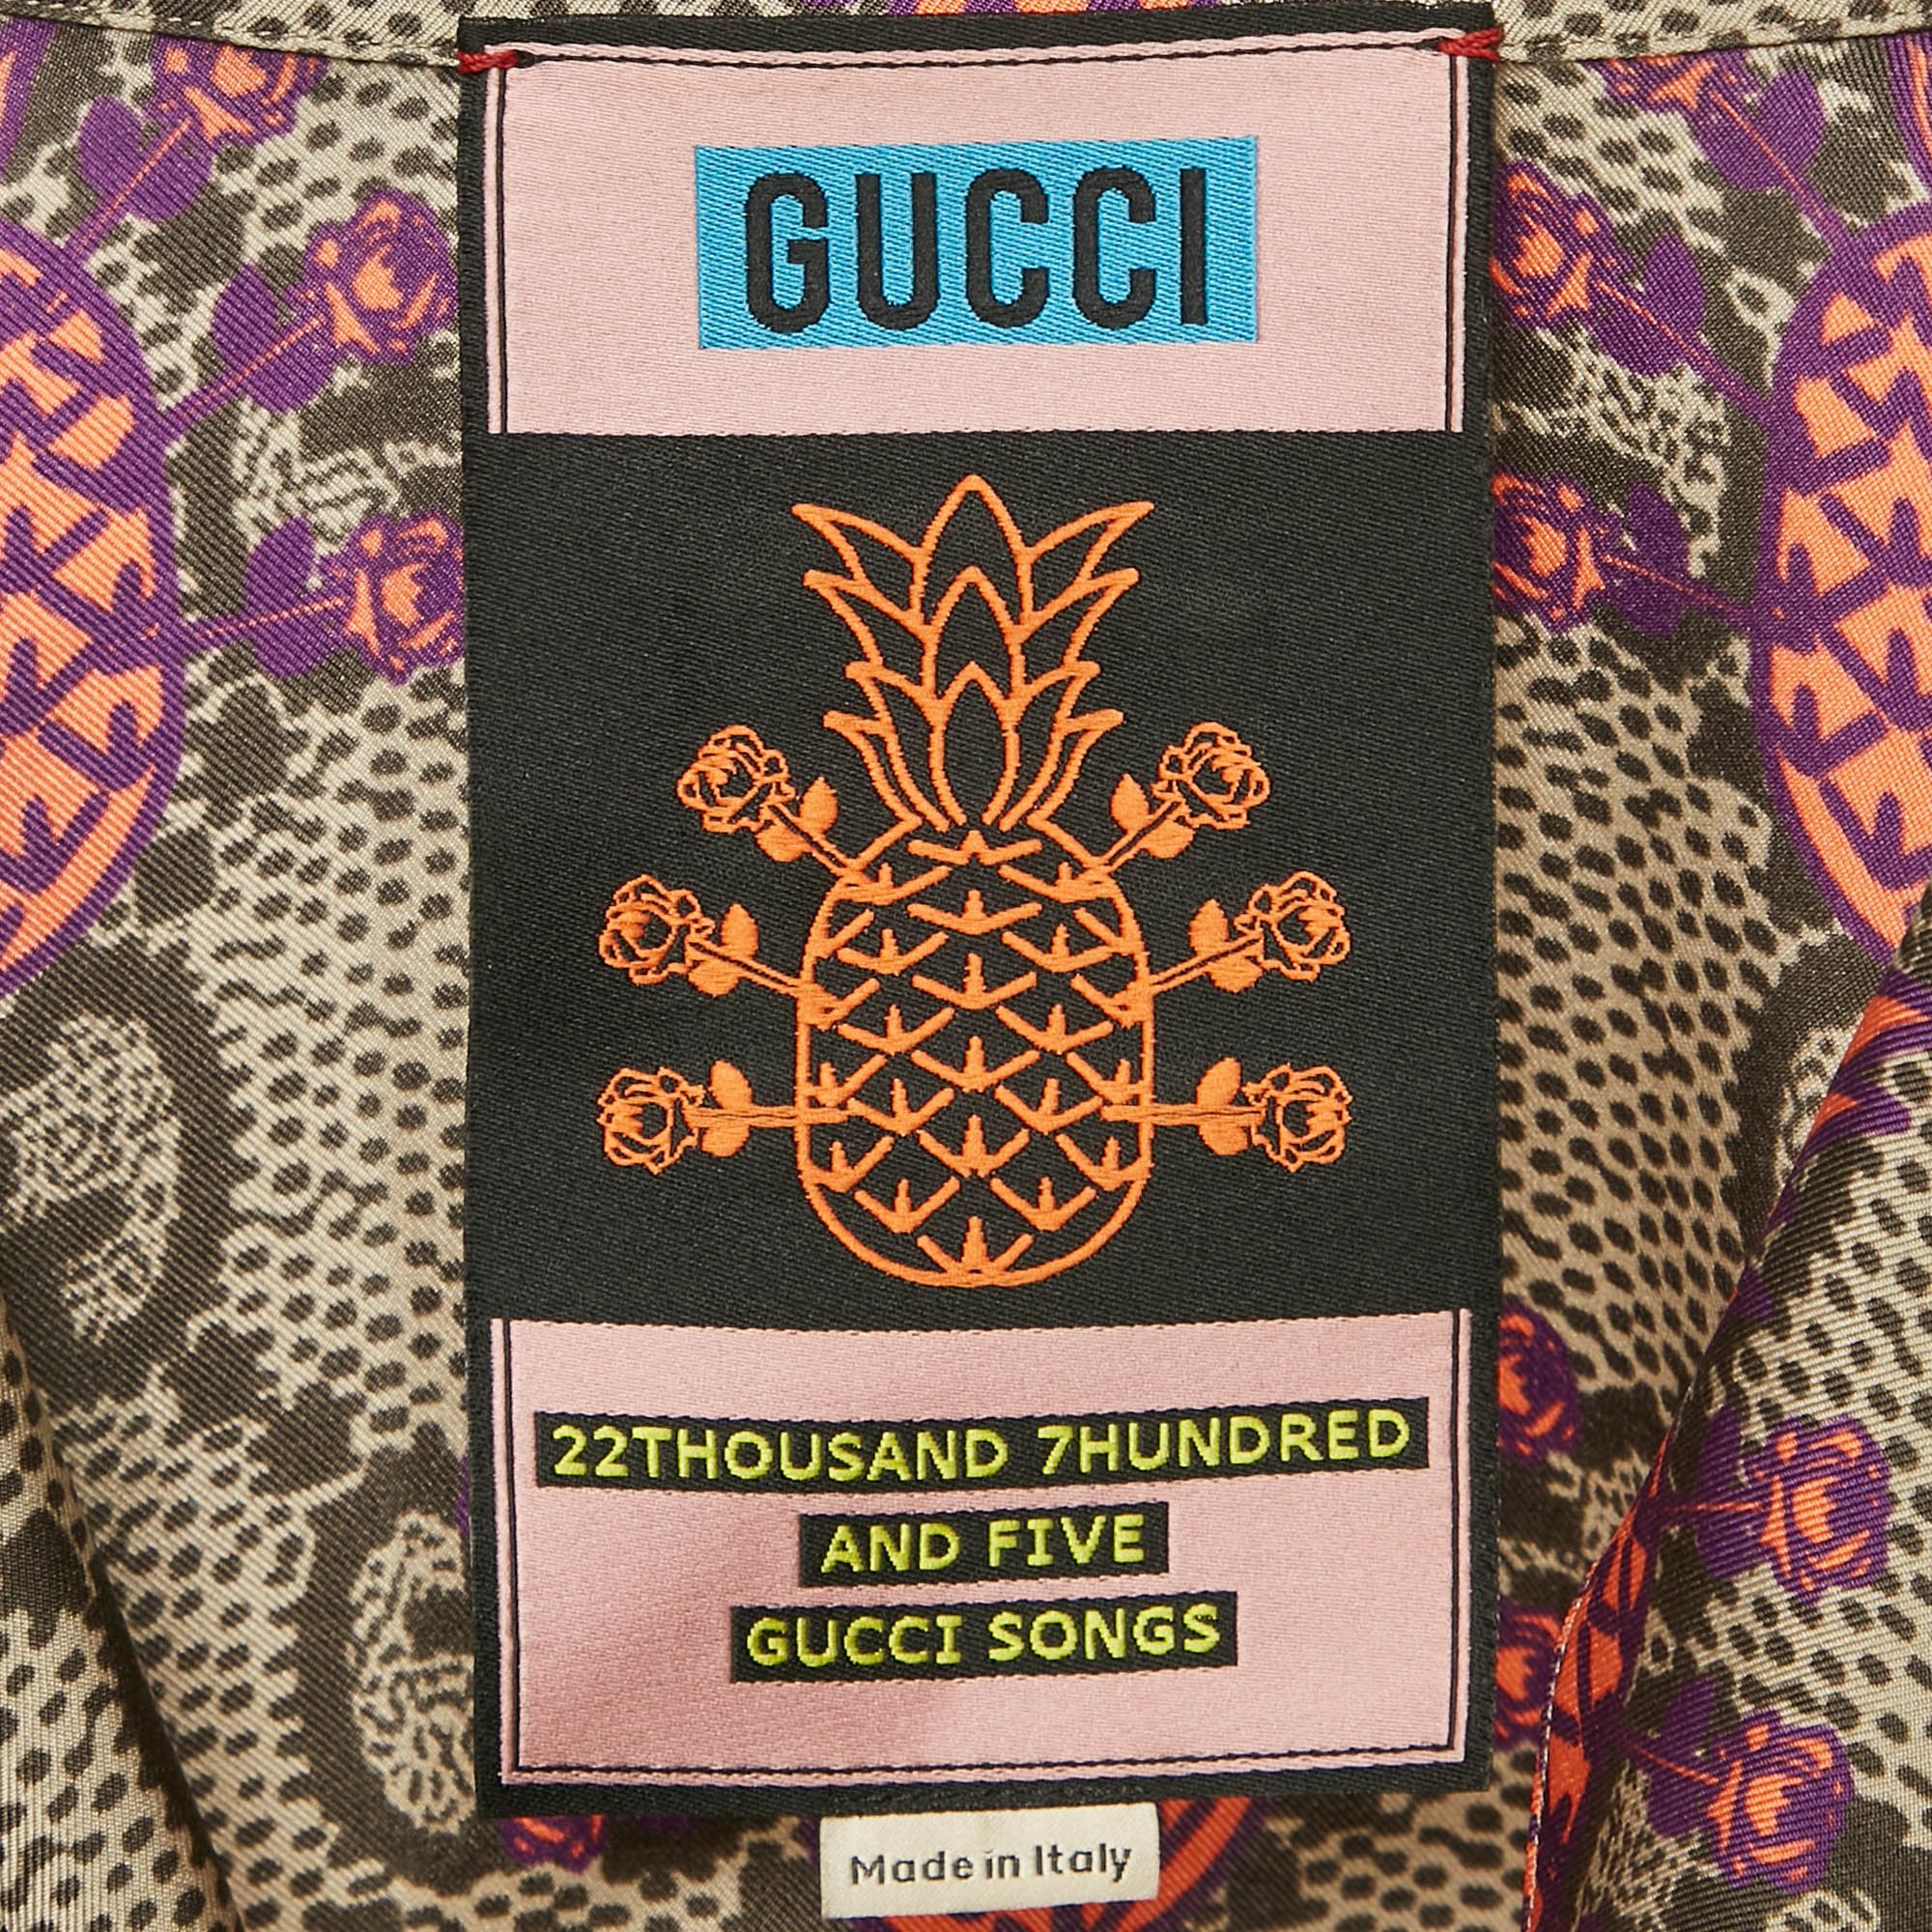 GUCCI
22THOUSAND 7HUNDRED
AND FIVE
GUCCI SONGS
Made in Italy